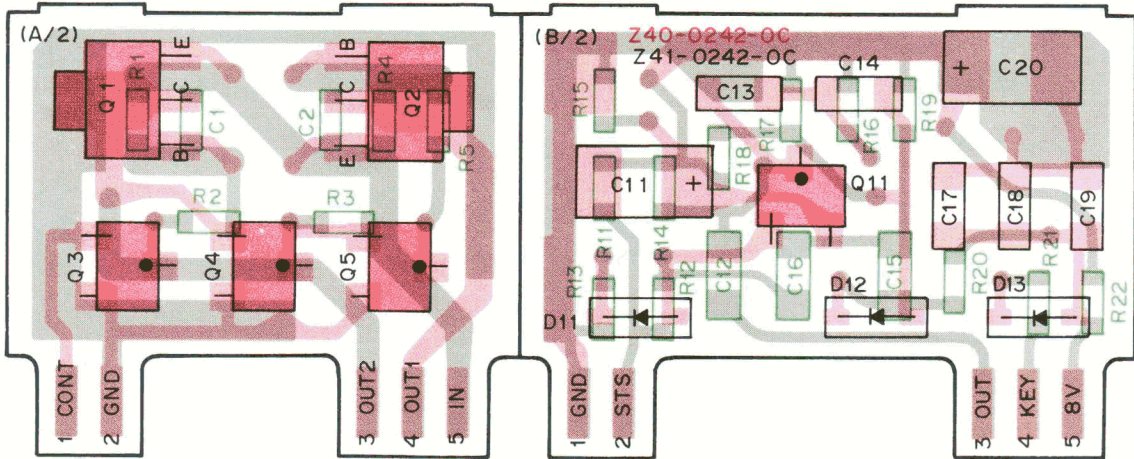 (A/2)
E
B
R1
R4
Q1
C
C
Q2
C1
C2
B
E
R5
R2
R3
Q3
Q4
Q5
1 CONT
2 GND
3 OUT2
4 OUT1
5 IN
(B/2)
Z40-0242-0C
Z41-0242-0C
C14
+ C20
R15
C13
R17
R16
R19
R18
C11 +
Q11
C17
C18
C19
R11
R14
C12
C16
C15
R20
R21
R13
R12
D12
D13
R22
D11
1 GND
2 STS
3 OUT
4 KEY
5 8V